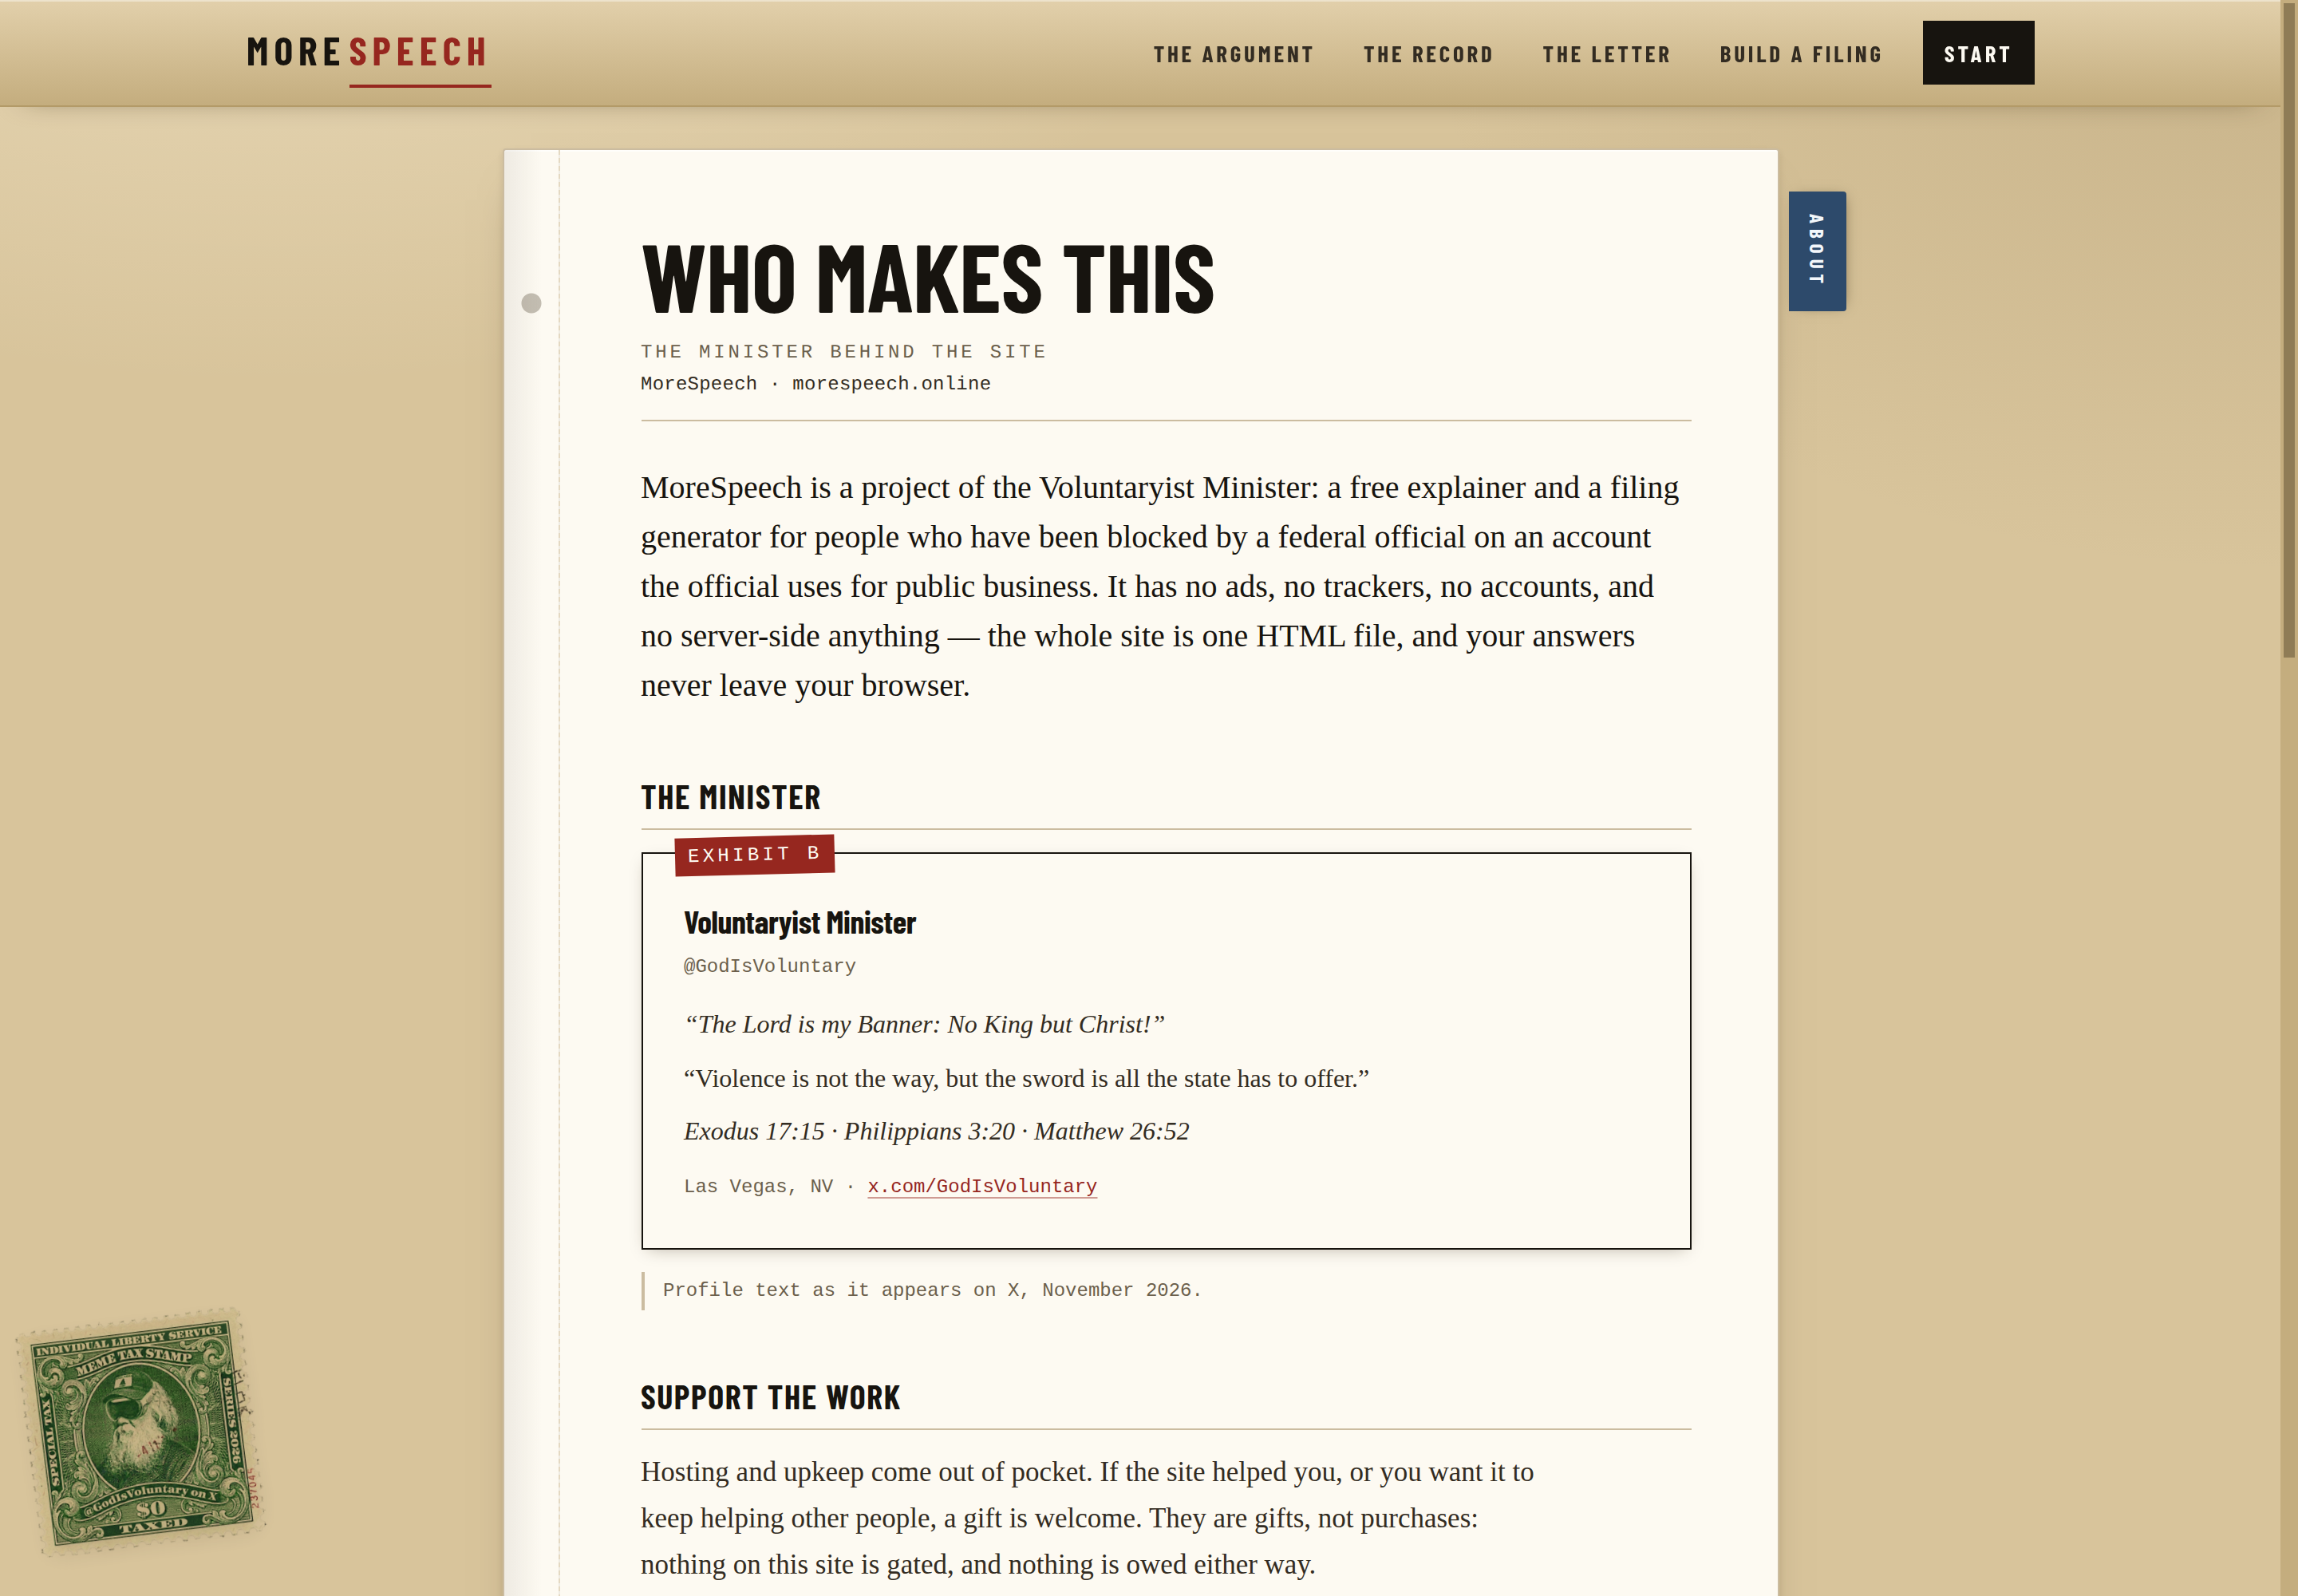 MORESPEECH
THE ARGUMENT
THE RECORD
THE LETTER
BUILD A FILING
START
ABOUT
WHO MAKES THIS
THE MINISTER BEHIND THE SITE
MoreSpeech · morespeech.online
MoreSpeech is a project of the Voluntaryist Minister: a free explainer and a filing
generator for people who have been blocked by a federal official on an account
the official uses for public business. It has no ads, no trackers, no accounts, and
no server-side anything — the whole site is one HTML file, and your answers
never leave your browser.
THE MINISTER
EXHIBIT B
Voluntaryist Minister
@GodIsVoluntary
“The Lord is my Banner: No King but Christ!”
“Violence is not the way, but the sword is all the state has to offer.”
Exodus 17:15 · Philippians 3:20 · Matthew 26:52
Las Vegas, NV · x.com/GodIsVoluntary
Profile text as it appears on X, November 2026.
SUPPORT THE WORK
Hosting and upkeep come out of pocket. If the site helped you, or you want it to
keep helping other people, a gift is welcome. They are gifts, not purchases:
nothing on this site is gated, and nothing is owed either way.
INDIVIDUAL LIBERTY SERVICE
MEME TAX STAMP
SPECIAL TAX
SERIES 2026
@GodIsVoluntary on X
$0
TAXED